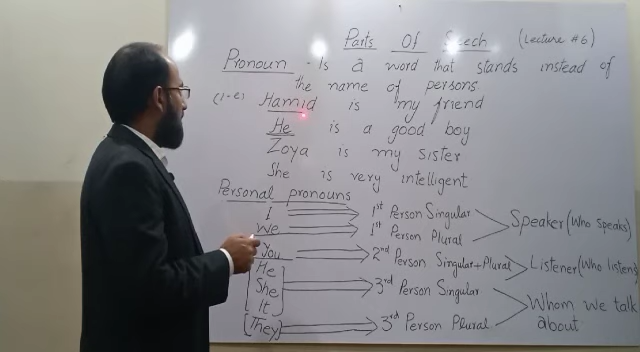 Parts Of Speech (Lecture #6)
Pronoun - Is a word that stands instead of
the name of persons
(i-e) Hamid is my friend
He is a good boy
Zoya is my sister
She is very intelligent
Personal pronouns
I 1st Person Singular
We 1st Person Plural
Speaker (Who speaks)
You 2nd Person Singular+Plural
Listener (Who listens)
He
She 3rd Person Singular
It
They 3rd Person Plural
Whom we talk
about